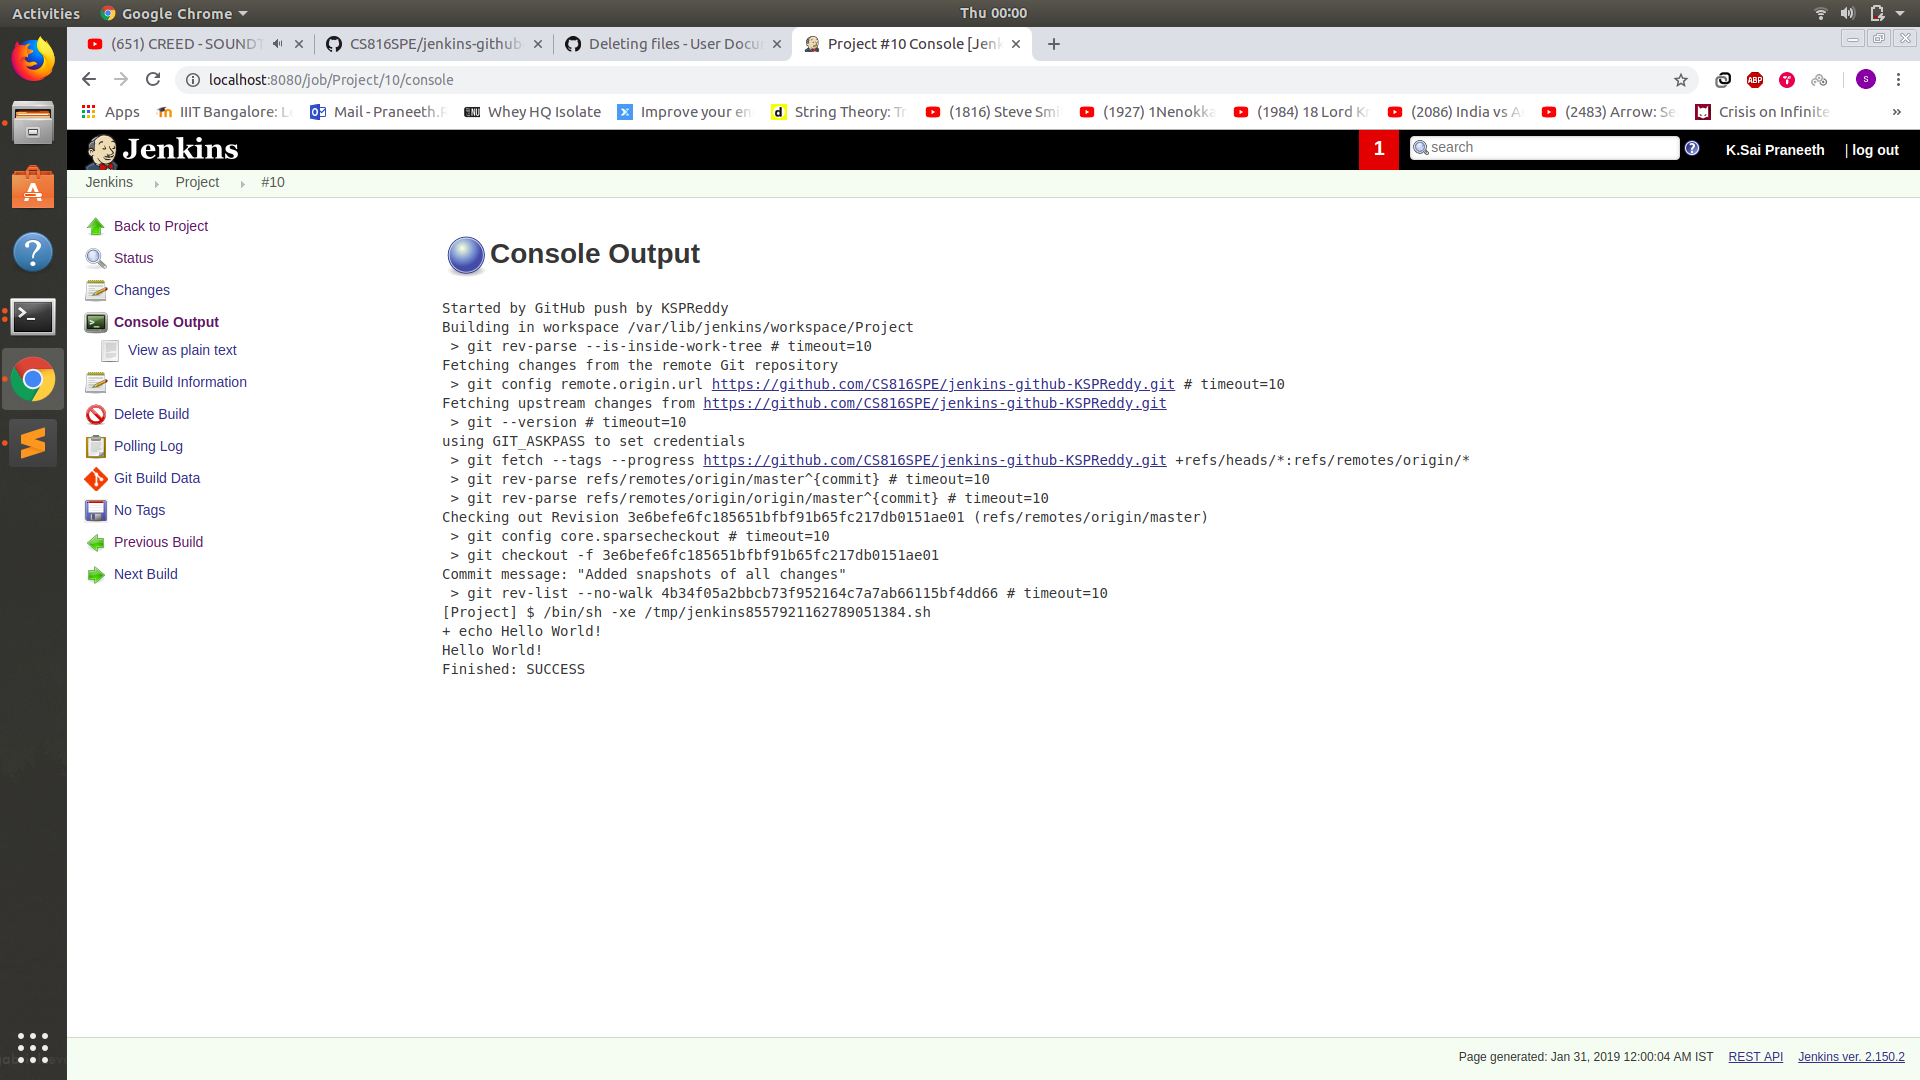 Activities Google Chrome Thu 00:00
(651) CREED - SOUNDT CS816SPE/jenkins-github- Deleting files - User Docu Project #10 Console [Jenk
localhost:8080/job/Project/10/console S
Apps IIIT Bangalore: L Mail - Praneeth.R Whey HQ Isolate Improve your en String Theory: Tr (1816) Steve Smi (1927) 1Nenokka (1984) 18 Lord Kr (2086) India vs A (2483) Arrow: Se Crisis on Infinite »
Jenkins 1 search K.Sai Praneeth | log out
Jenkins Project #10
Back to Project
Status
Changes
Console Output
View as plain text
Edit Build Information
Delete Build
Polling Log
Git Build Data
No Tags
Previous Build
Next Build
Console Output
Started by GitHub push by KSPReddy
Building in workspace /var/lib/jenkins/workspace/Project
> git rev-parse --is-inside-work-tree # timeout=10
Fetching changes from the remote Git repository
> git config remote.origin.url https://github.com/CS816SPE/jenkins-github-KSPReddy.git # timeout=10
Fetching upstream changes from https://github.com/CS816SPE/jenkins-github-KSPReddy.git
> git --version # timeout=10
using GIT_ASKPASS to set credentials
> git fetch --tags --progress https://github.com/CS816SPE/jenkins-github-KSPReddy.git +refs/heads/*:refs/remotes/origin/*
> git rev-parse refs/remotes/origin/master^{commit} # timeout=10
> git rev-parse refs/remotes/origin/origin/master^{commit} # timeout=10
Checking out Revision 3e6befe6fc185651bfbf91b65fc217db0151ae01 (refs/remotes/origin/master)
> git config core.sparsecheckout # timeout=10
> git checkout -f 3e6befe6fc185651bfbf91b65fc217db0151ae01
Commit message: "Added snapshots of all changes"
> git rev-list --no-walk 4b34f05a2bbcb73f952164c7a7ab66115bf4dd66 # timeout=10
[Project] $ /bin/sh -xe /tmp/jenkins8557921162789051384.sh
+ echo Hello World!
Hello World!
Finished: SUCCESS
Page generated: Jan 31, 2019 12:00:04 AM IST REST API Jenkins ver. 2.150.2